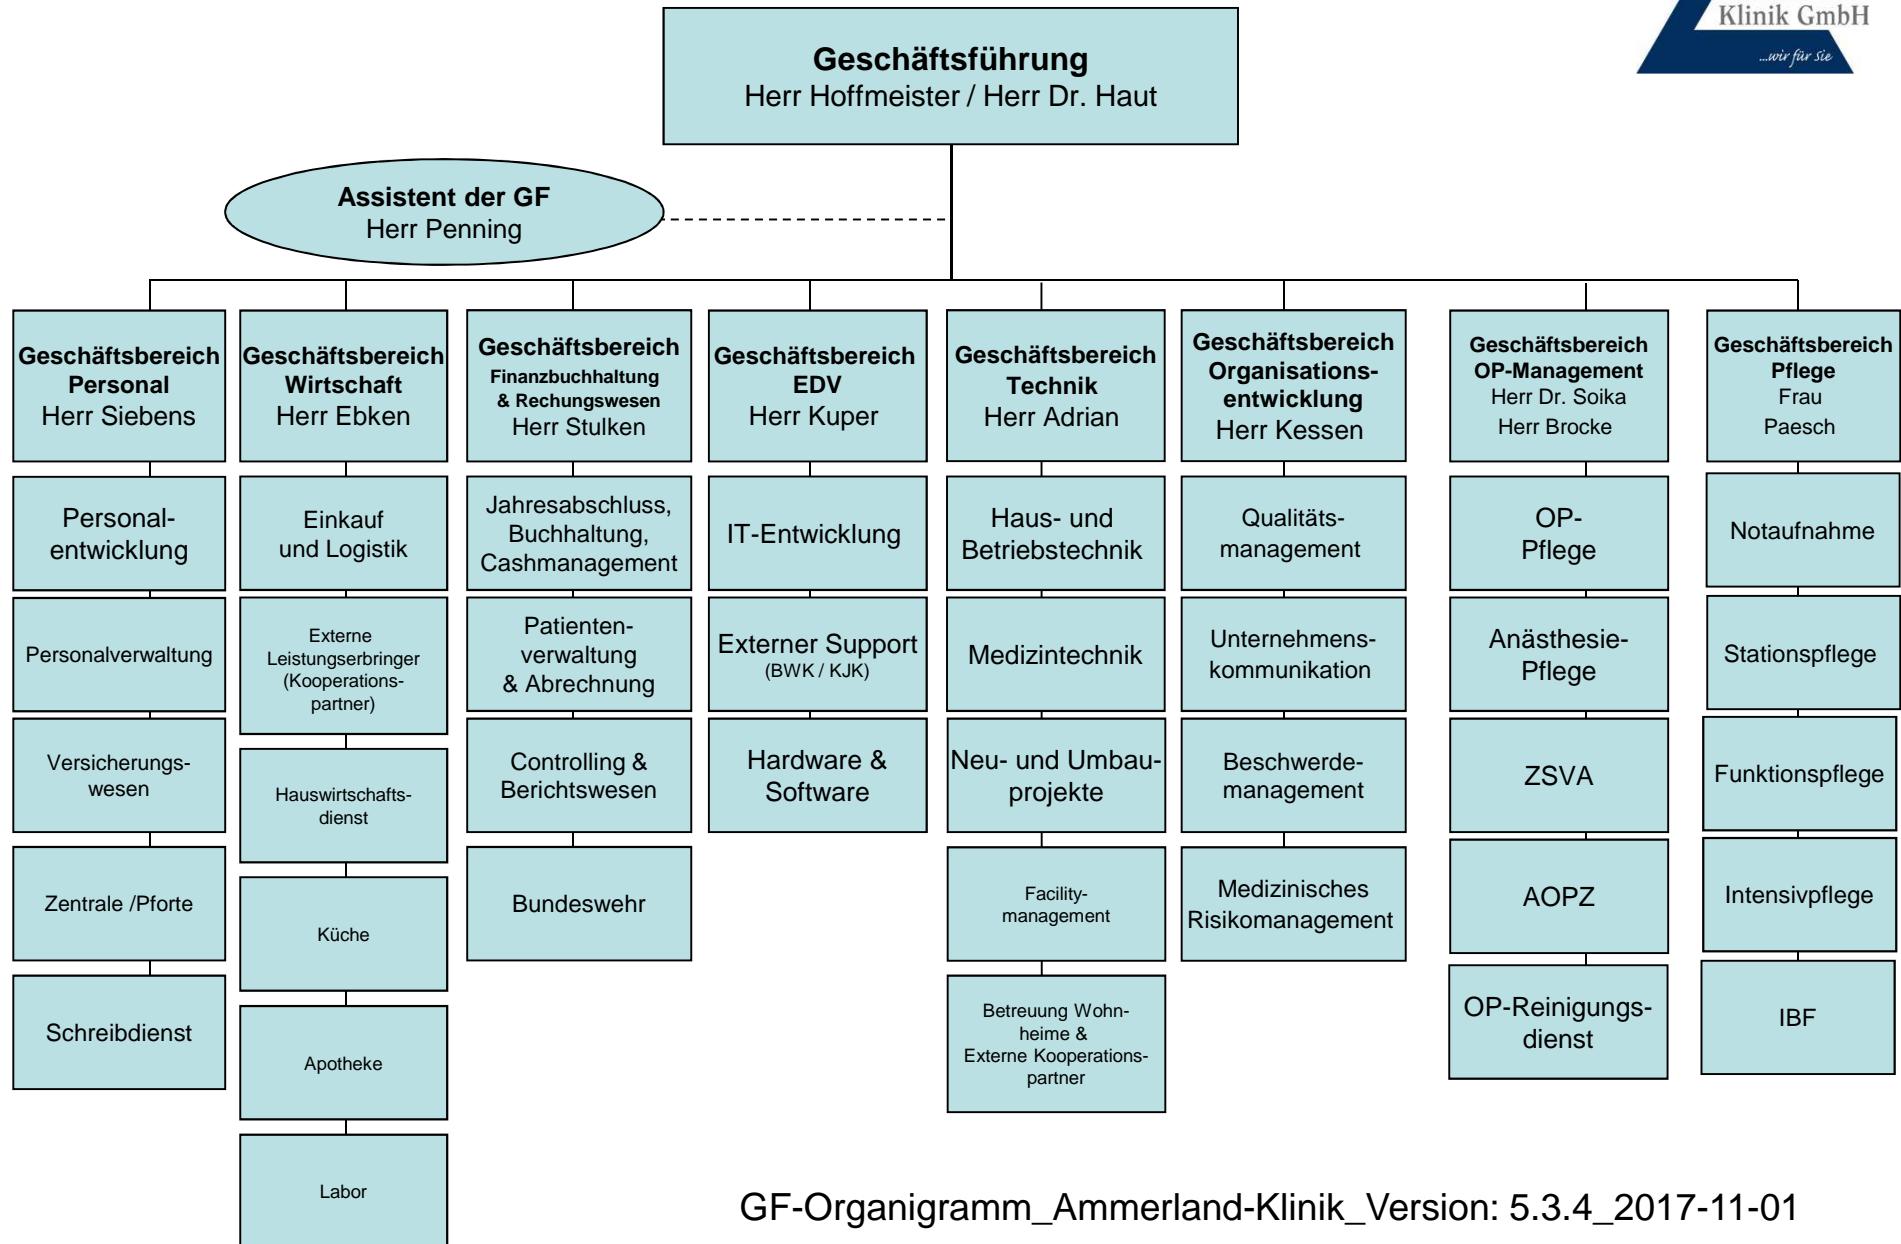 Klinik GmbH
...wir für Sie
Geschäftsführung
Herr Hoffmeister / Herr Dr. Haut
Assistent der GF
Herr Penning
Geschäftsbereich
Personal
Herr Siebens
Personal-
entwicklung
Personalverwaltung
Versicherungs-
wesen
Zentrale /Pforte
Schreibdienst
Geschäftsbereich
Wirtschaft
Herr Ebken
Einkauf
und Logistik
Externe
Leistungserbringer
(Kooperations-
partner)
Hauswirtschafts-
dienst
Küche
Apotheke
Labor
Geschäftsbereich
Finanzbuchhaltung
& Rechungswesen
Herr Stulken
Jahresabschluss,
Buchhaltung,
Cashmanagement
Patienten-
verwaltung
& Abrechnung
Controlling &
Berichtswesen
Bundeswehr
Geschäftsbereich
EDV
Herr Kuper
IT-Entwicklung
Externer Support
(BWK / KJK)
Hardware &
Software
Geschäftsbereich
Technik
Herr Adrian
Haus- und
Betriebstechnik
Medizintechnik
Neu- und Umbau-
projekte
Facility-
management
Betreuung Wohn-
heime &
Externe Kooperations-
partner
Geschäftsbereich
Organisations-
entwicklung
Herr Kessen
Qualitäts-
management
Unternehmens-
kommunikation
Beschwerde-
management
Medizinisches
Risikomanagement
Geschäftsbereich
OP-Management
Herr Dr. Soika
Herr Brocke
OP-
Pflege
Anästhesie-
Pflege
ZSVA
AOPZ
OP-Reinigungs-
dienst
Geschäftsbereich
Pflege
Frau
Paesch
Notaufnahme
Stationspflege
Funktionspflege
Intensivpflege
IBF
GF-Organigramm_Ammerland-Klinik_Version: 5.3.4_2017-11-01